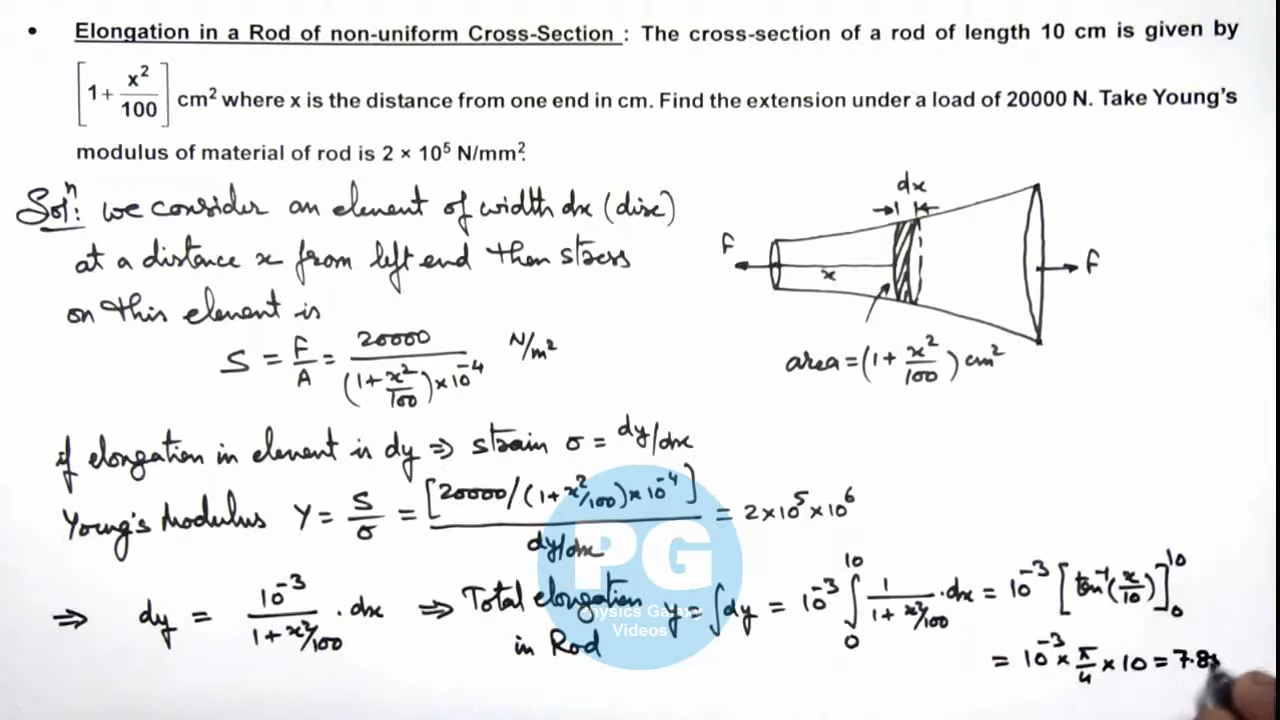 • Elongation in a Rod of non-uniform Cross-Section : The cross-section of a rod of length 10 cm is given by
[1 + x²/100] cm² where x is the distance from one end in cm. Find the extension under a load of 20000 N. Take Young's
modulus of material of rod is 2 × 10⁵ N/mm².
Solⁿ: we consider an element of width dx (disc)
at a distance x from left end then stress
on this element is
S = F/A = 20000/((1+x²/100)×10⁻⁴) N/m²
dx
F
x
F
area = (1+x²/100) cm²
if elongation in element is dy ⇒ strain σ = dy/dx
Young's Modulus Y = S/σ = [20000/(1+x²/100)×10⁻⁴]/(dy/dx) = 2×10⁵×10⁶
⇒ dy = 10⁻³/(1+x²/100) · dx ⇒ Total elongation in Rod y = ∫dy = 10⁻³ ∫₀¹⁰ 1/(1+x²/100) · dx = 10⁻³ [tan⁻¹(x/10)]₀¹⁰
= 10⁻³ × π/4 × 10 = 7.8
PG
Physics Galaxy
Videos